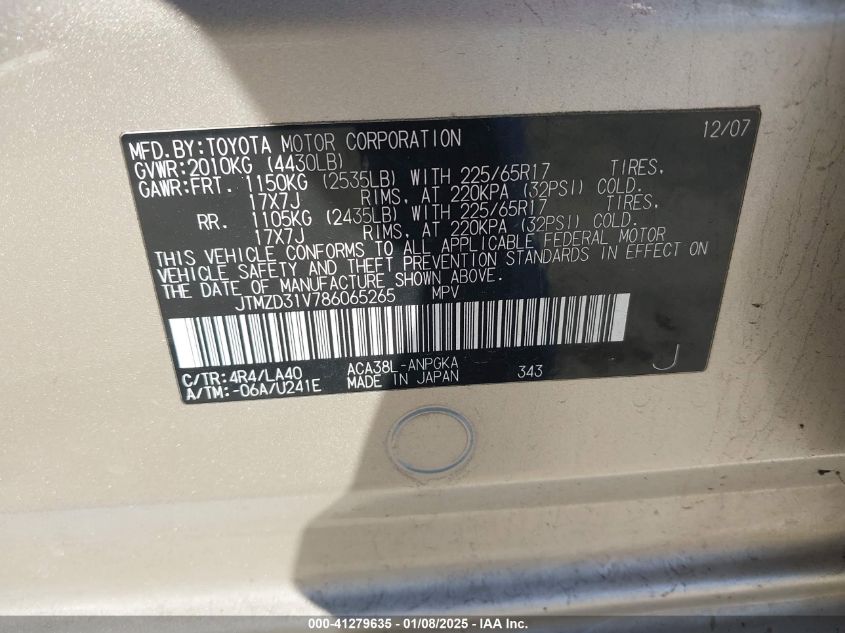 12/07
MFD.BY:TOYOTA MOTOR CORPORATION
GVWR:2010KG (4430LB)
GAWR:FRT. 1150KG (2535LB) WITH 225/65R17 TIRES,
17X7J RIMS, AT 220KPA (32PSI) COLD.
RR. 1105KG (2435LB) WITH 225/65R17 TIRES,
17X7J RIMS, AT 220KPA (32PSI) COLD.
THIS VEHICLE CONFORMS TO ALL APPLICABLE FEDERAL MOTOR
VEHICLE SAFETY AND THEFT PREVENTION STANDARDS IN EFFECT ON
THE DATE OF MANUFACTURE SHOWN ABOVE.
JTMZD31V786065265 MPV
C/TR:4R4/LA40 ACA38L-ANPGKA
A/TM:-06A/U241E MADE IN JAPAN 343 J
000-41279635 - 01/08/2025 - IAA Inc.